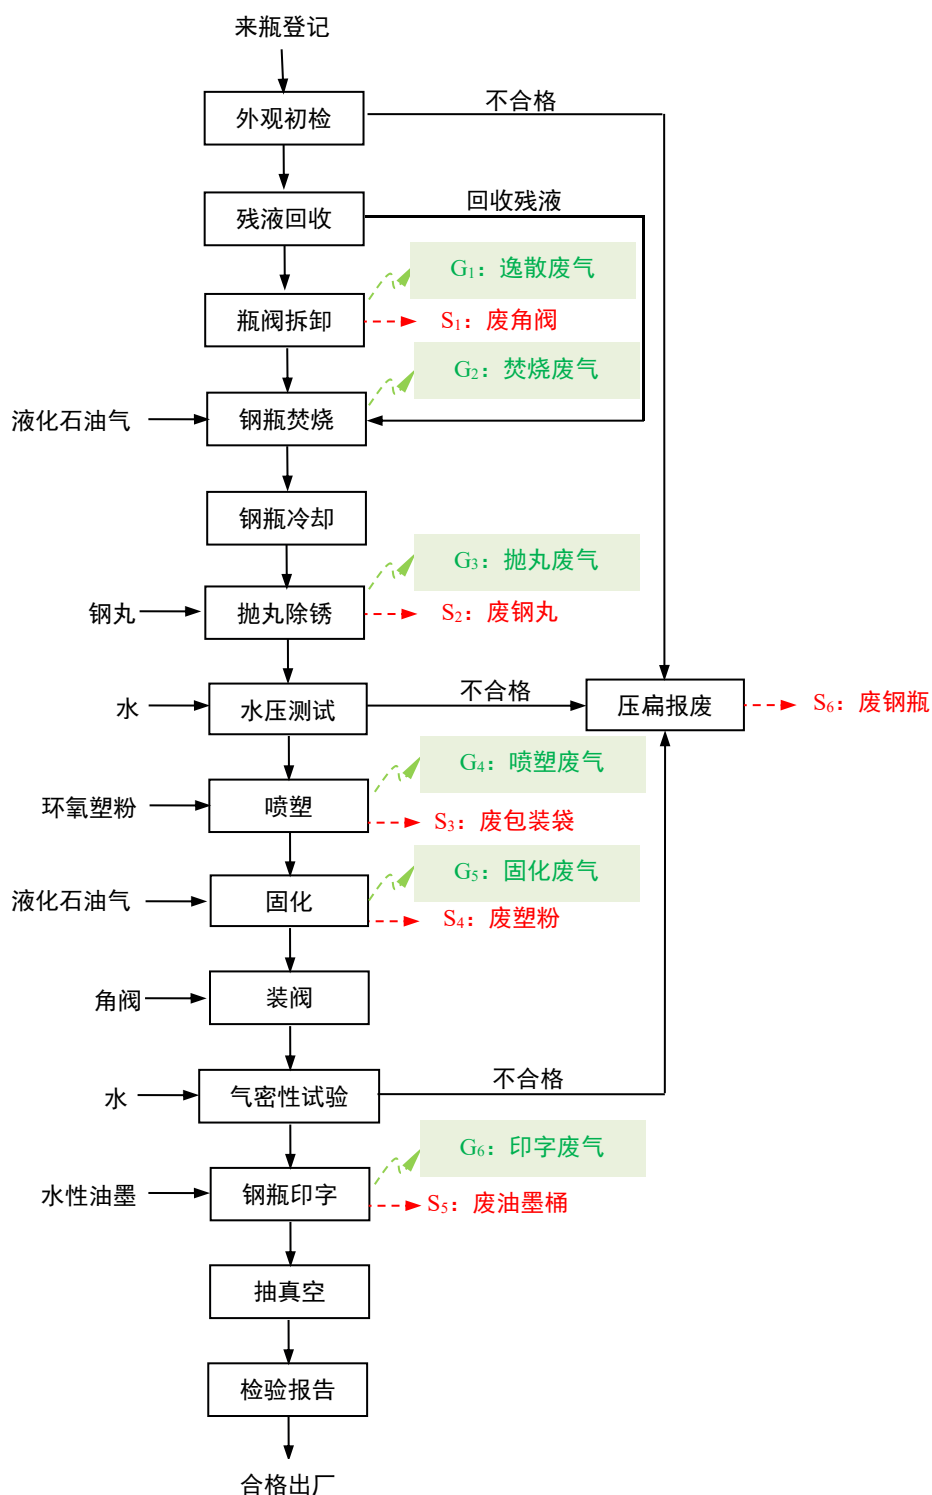 来瓶登记
不合格
外观初检
回收残液
残液回收
G₁：逸散废气
瓶阀拆卸
S₁：废角阀
G₂：焚烧废气
液化石油气
钢瓶焚烧
钢瓶冷却
G₃：抛丸废气
钢丸
抛丸除锈
S₂：废钢丸
不合格
水
水压测试
压扁报废
S₆：废钢瓶
G₄：喷塑废气
环氧塑粉
喷塑
S₃：废包装袋
G₅：固化废气
液化石油气
固化
S₄：废塑粉
角阀
装阀
不合格
水
气密性试验
G₆：印字废气
水性油墨
钢瓶印字
S₅：废油墨桶
抽真空
检验报告
合格出厂